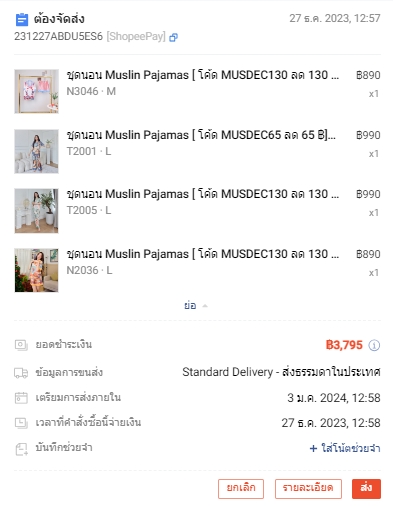 ต้องจัดส่ง
27 ธ.ค. 2023, 12:57
231227ABDU5ES6 [ShopeePay]
ชุดนอน Muslin Pajamas [ โค้ด MUSDEC130 ลด 130 ... ฿890
N3046 · M x1
ชุดนอน Muslin Pajamas [ โค้ด MUSDEC65 ลด 65 ฿]... ฿990
T2001 · L x1
ชุดนอน Muslin Pajamas [ โค้ด MUSDEC130 ลด 130 ... ฿990
T2005 · L x1
ชุดนอน Muslin Pajamas [ โค้ด MUSDEC130 ลด 130 ... ฿890
N2036 · L x1
ย่อ
ยอดชำระเงิน ฿3,795
ข้อมูลการขนส่ง Standard Delivery - ส่งธรรมดาในประเทศ
เตรียมการส่งภายใน 3 ม.ค. 2024, 12:58
เวลาที่คำสั่งซื้อนี้จ่ายเงิน 27 ธ.ค. 2023, 12:58
บันทึกช่วยจำ + ใส่โน้ตช่วยจำ
ยกเลิก รายละเอียด ส่ง